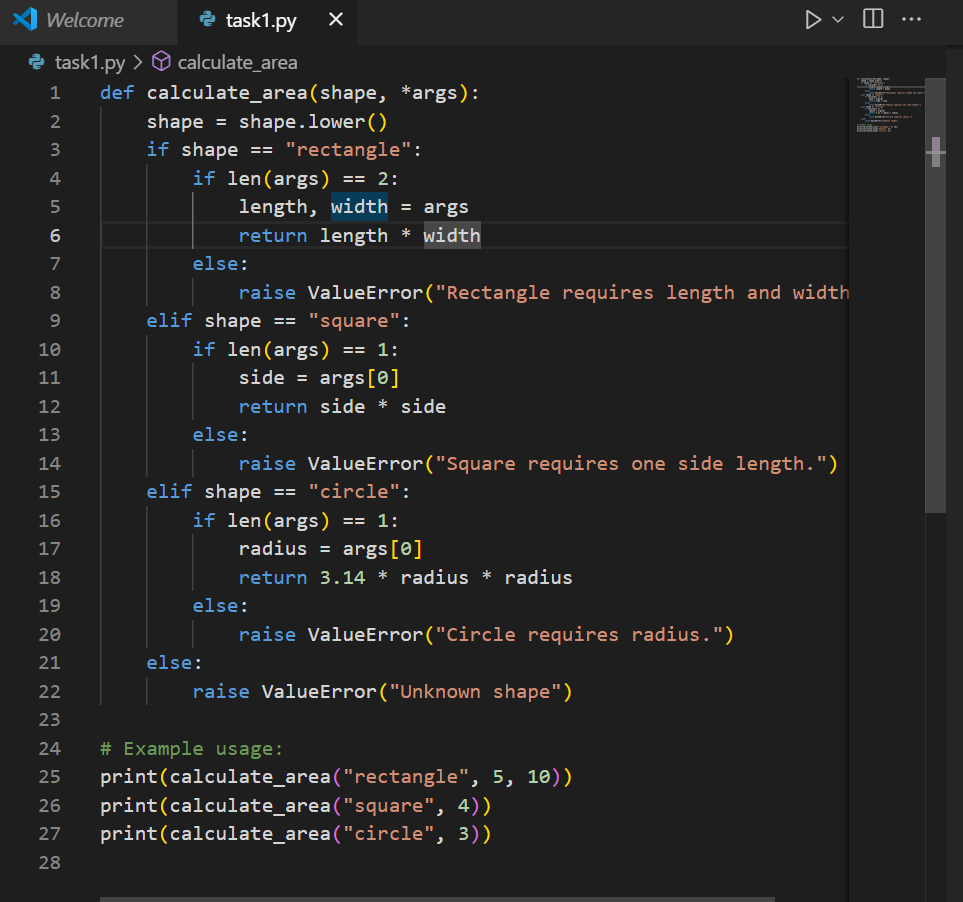 Welcome
task1.py
task1.py > calculate_area
1 def calculate_area(shape, *args):
2     shape = shape.lower()
3     if shape == "rectangle":
4         if len(args) == 2:
5             length, width = args
6             return length * width
7         else:
8             raise ValueError("Rectangle requires length and width
9     elif shape == "square":
10         if len(args) == 1:
11             side = args[0]
12             return side * side
13         else:
14             raise ValueError("Square requires one side length.")
15     elif shape == "circle":
16         if len(args) == 1:
17             radius = args[0]
18             return 3.14 * radius * radius
19         else:
20             raise ValueError("Circle requires radius.")
21     else:
22         raise ValueError("Unknown shape")
23
24 # Example usage:
25 print(calculate_area("rectangle", 5, 10))
26 print(calculate_area("square", 4))
27 print(calculate_area("circle", 3))
28